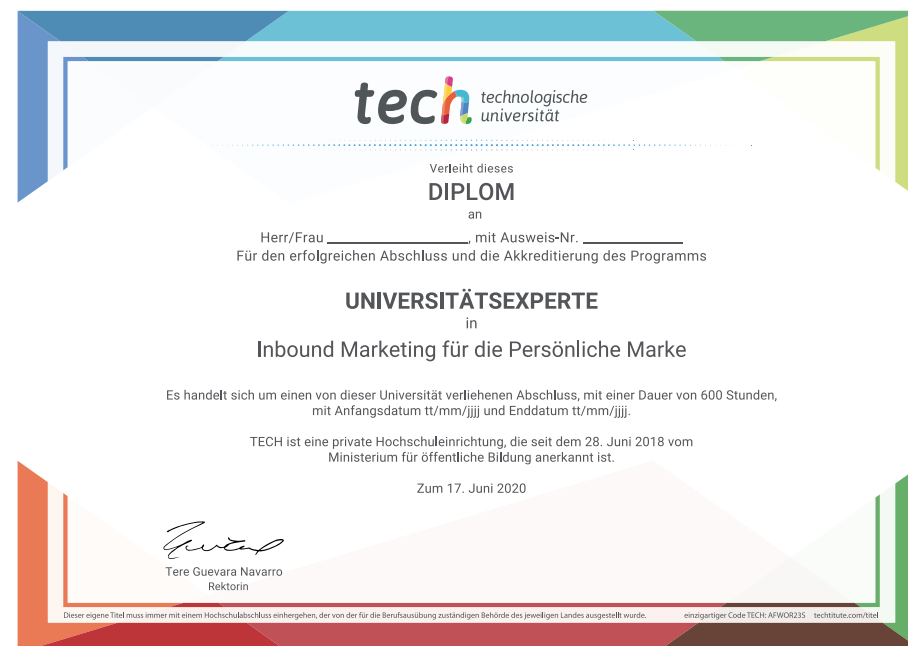 tech technologische
universität
Verleiht dieses
DIPLOM
an
Herr/Frau ____________________, mit Ausweis-Nr. ______________
Für den erfolgreichen Abschluss und die Akkreditierung des Programms
UNIVERSITÄTSEXPERTE
in
Inbound Marketing für die Persönliche Marke
Es handelt sich um einen von dieser Universität verliehenen Abschluss, mit einer Dauer von 600 Stunden,
mit Anfangsdatum tt/mm/jjjj und Enddatum tt/mm/jjjj.
TECH ist eine private Hochschuleinrichtung, die seit dem 28. Juni 2018 vom
Ministerium für öffentliche Bildung anerkannt ist.
Zum 17. Juni 2020
Tere Guevara Navarro
Rektorin
Dieser eigene Titel muss immer mit einem Hochschulabschluss einhergehen, der von der für die Berufsausübung zuständigen Behörde des jeweiligen Landes ausgestellt wurde. einzigartiger Code TECH: AFWOR235 techtitute.com/titel